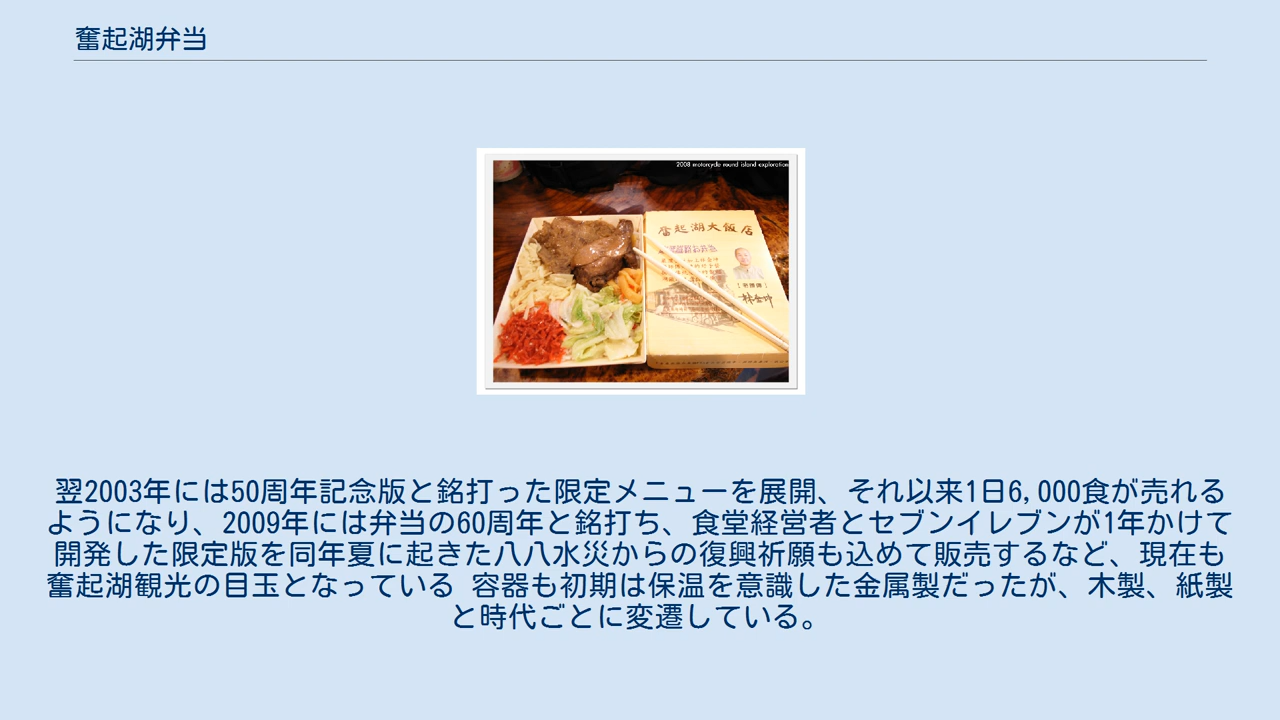 奮起湖弁当
2008 motorcycle round island exploration
奮起湖大飯店
翌2003年には50周年記念版と銘打った限定メニューを展開、それ以来1日6,000食が売れる
ようになり、2009年には弁当の60周年と銘打ち、食堂経営者とセブンイレブンが1年かけて
開発した限定版を同年夏に起きた八八水災からの復興祈願も込めて販売するなど、現在も
奮起湖観光の目玉となっている 容器も初期は保温を意識した金属製だったが、木製、紙製
と時代ごとに変遷している。